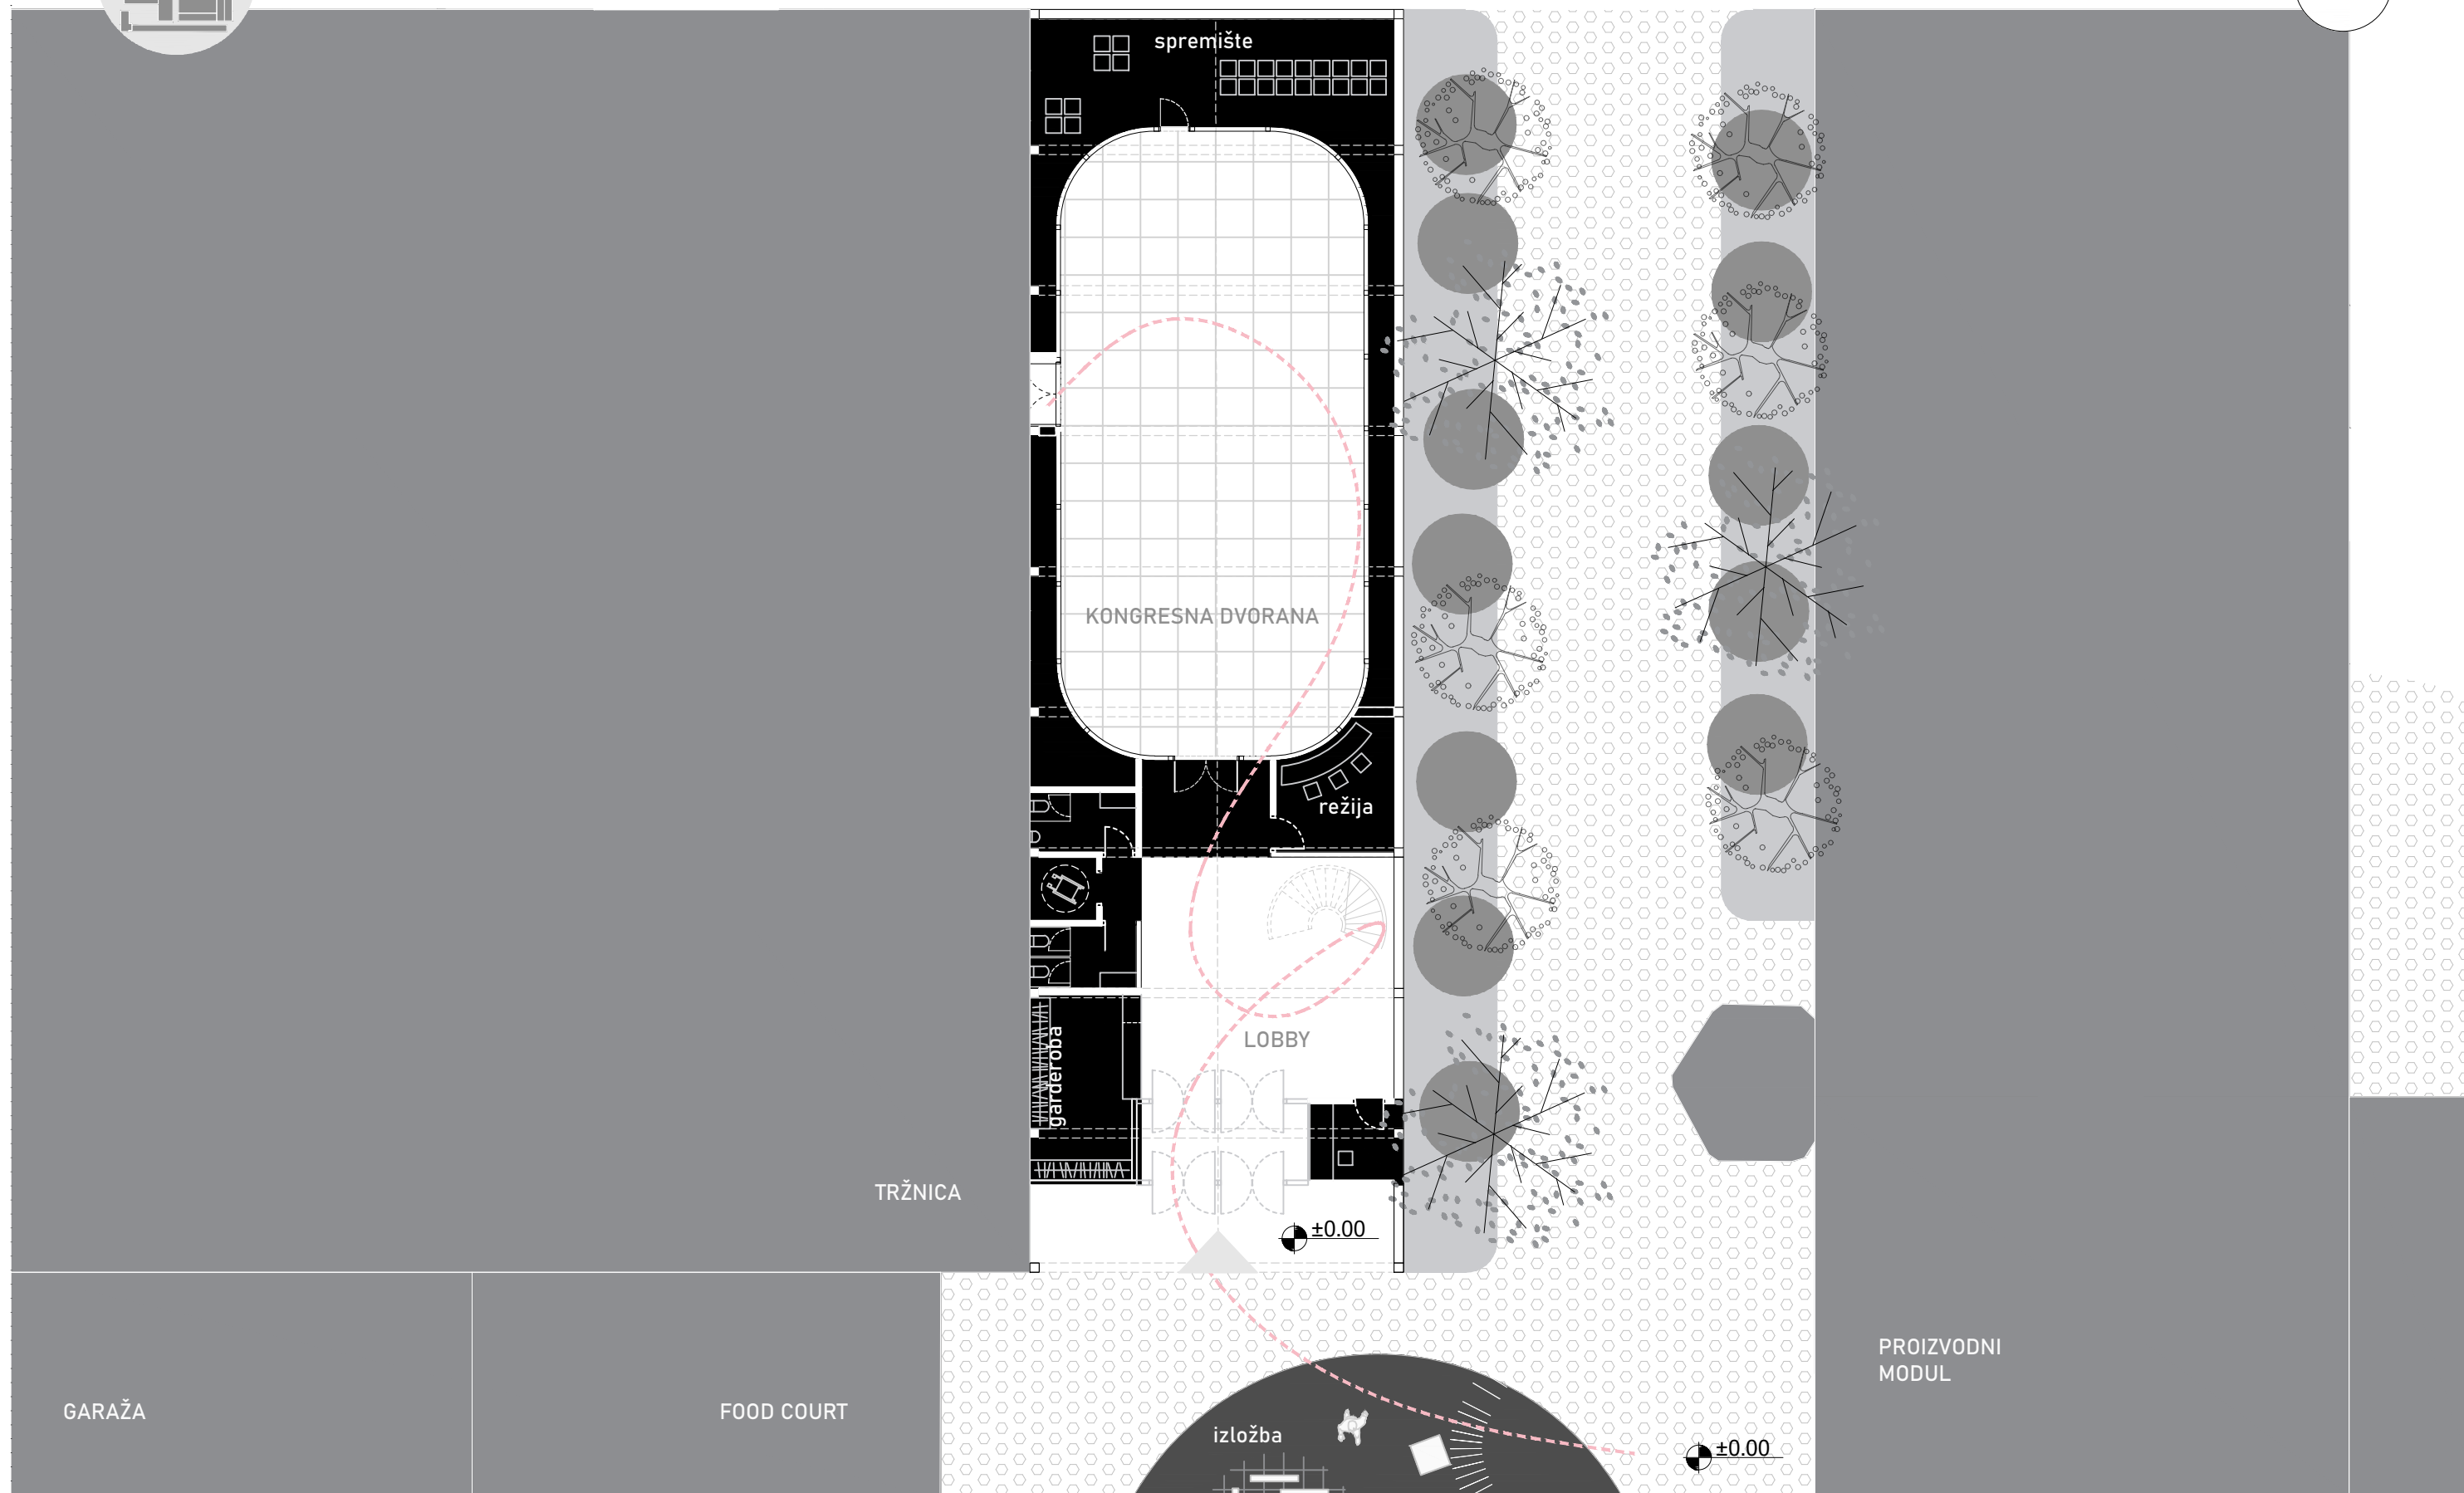 spremište
KONGRESNA DVORANA
režija
LOBBY
garderoba
TRŽNICA
±0.00
PROIZVODNI
MODUL
GARAŽA
FOOD COURT
izložba
±0.00